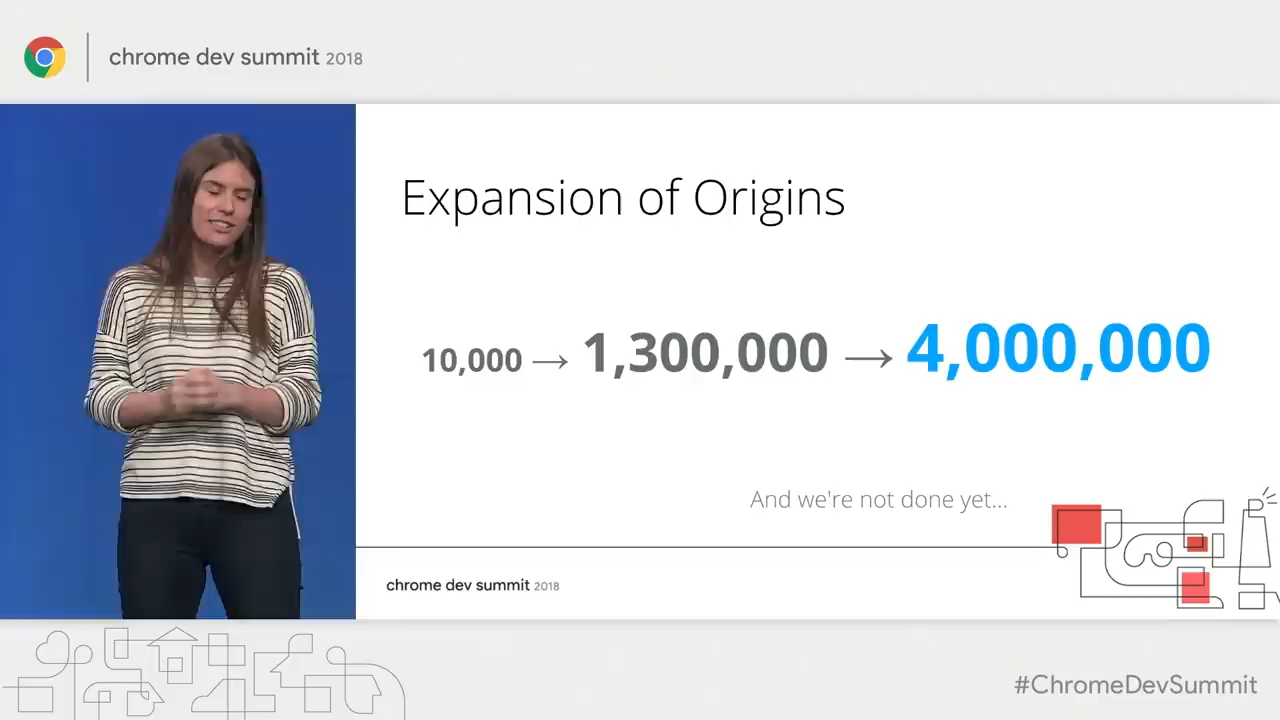 chrome dev summit 2018
Expansion of Origins
10,000 → 1,300,000 → 4,000,000
And we're not done yet...
chrome dev summit 2018
#ChromeDevSummit